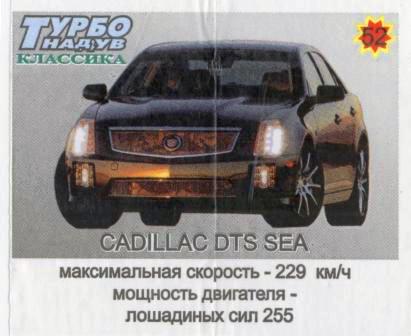 ТУРБО
НАДУВ
КЛАССИКА
52
CADILLAC DTS SEA
максимальная скорость - 229 км/ч
мощность двигателя -
лошадиных сил 255